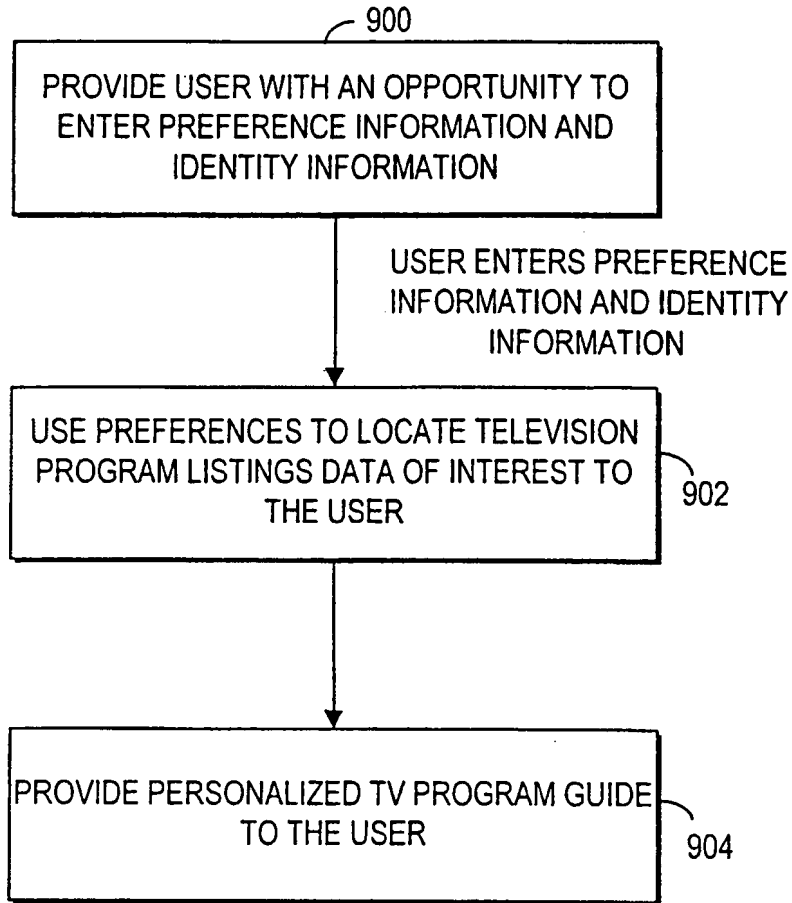 900
PROVIDE USER WITH AN OPPORTUNITY TO
ENTER PREFERENCE INFORMATION AND
IDENTITY INFORMATION
USER ENTERS PREFERENCE
INFORMATION AND IDENTITY
INFORMATION
USE PREFERENCES TO LOCATE TELEVISION
PROGRAM LISTINGS DATA OF INTEREST TO
THE USER
902
PROVIDE PERSONALIZED TV PROGRAM GUIDE
TO THE USER
904